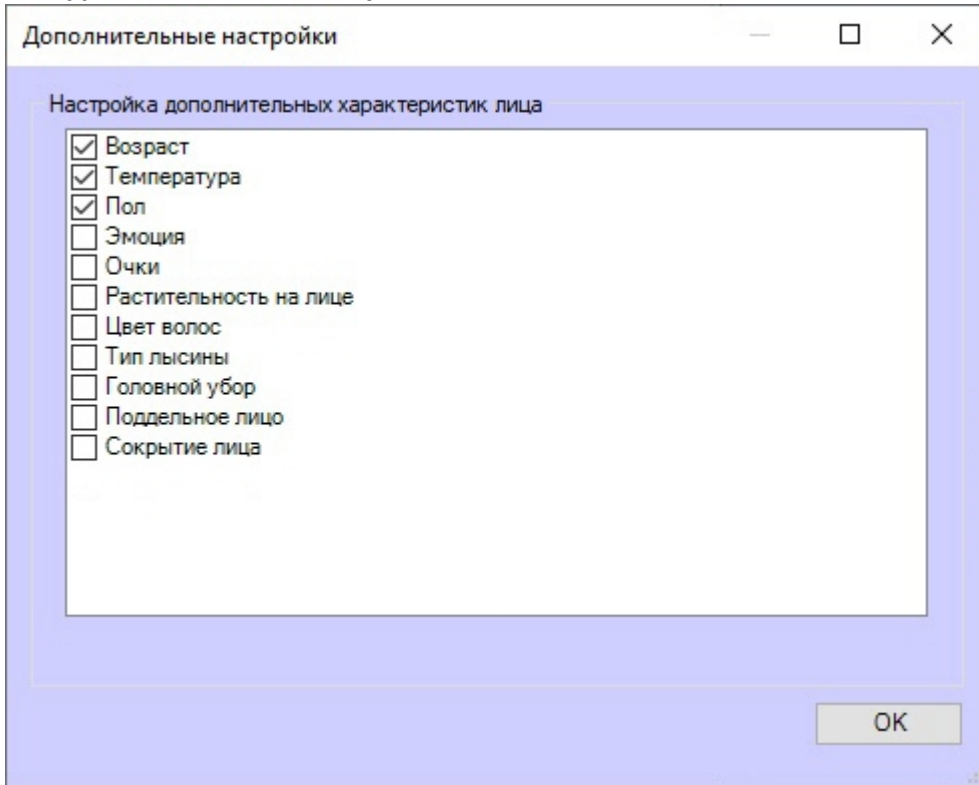 Дополнительные настройки
Настройка дополнительных характеристик лица
Возраст
Температура
Пол
Эмоция
Очки
Растительность на лице
Цвет волос
Тип лысины
Головной убор
Поддельное лицо
Сокрытие лица
OK